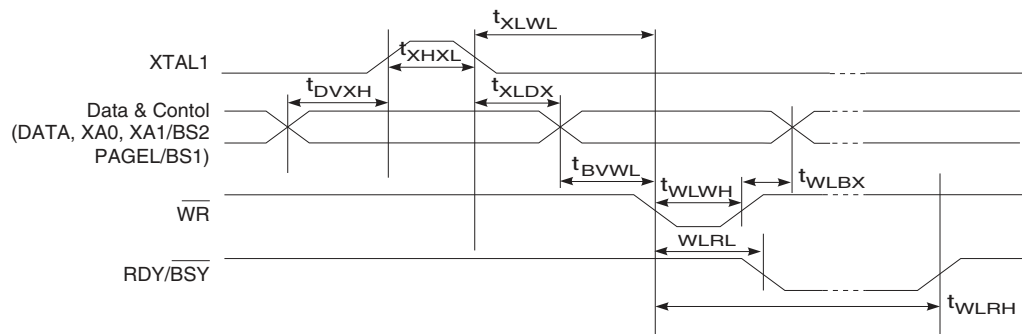 tXLWL
XTAL1
tXHXL
tDVXH
tXLDX
Data & Contol
(DATA, XA0, XA1/BS2
PAGEL/BS1)
tBVWL
tWLWH
tWLBX
WR
WLRL
RDY/BSY
tWLRH